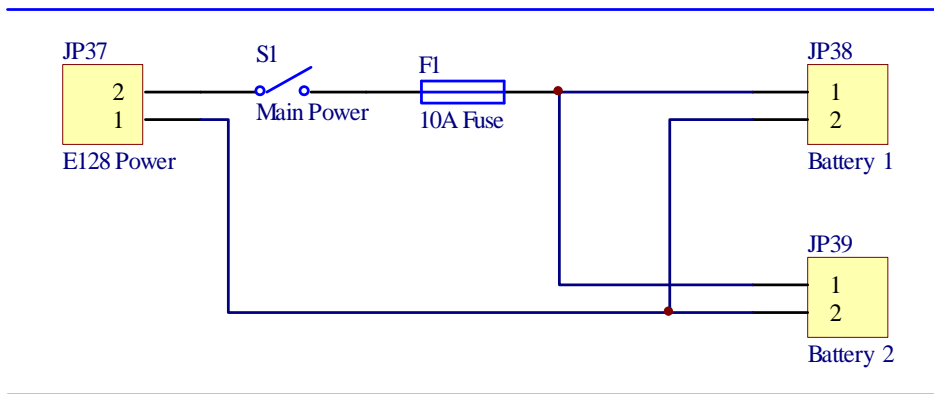 JP37
2
1
E128 Power
S1
Main Power
F1
10A Fuse
JP38
1
2
Battery 1
JP39
1
2
Battery 2